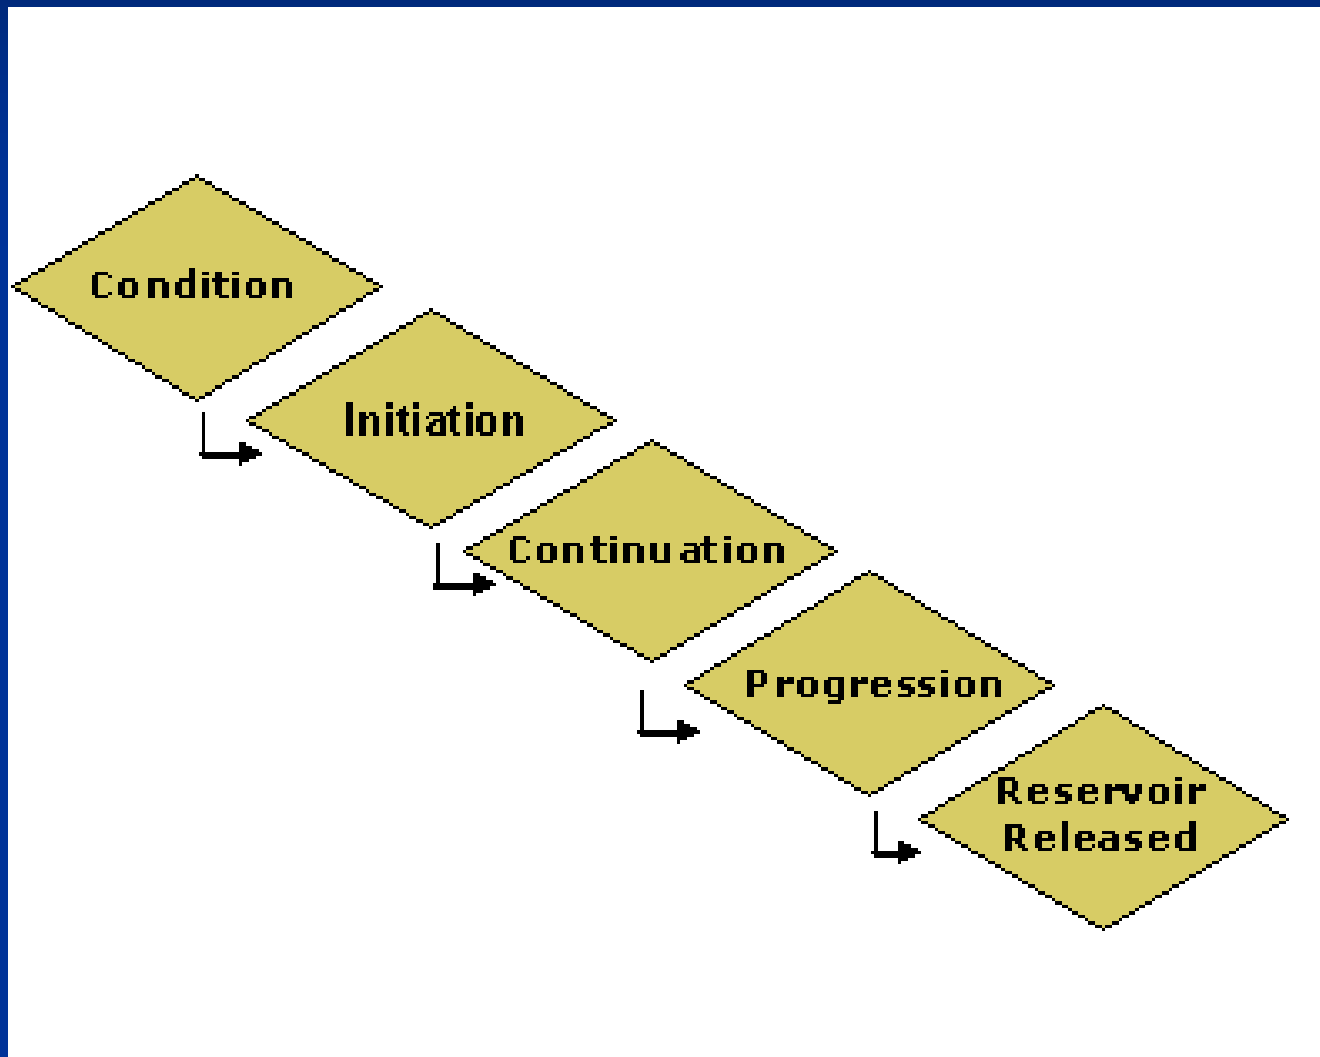 Condition
Initiation
Continuation
Progression
Reservoir
Released